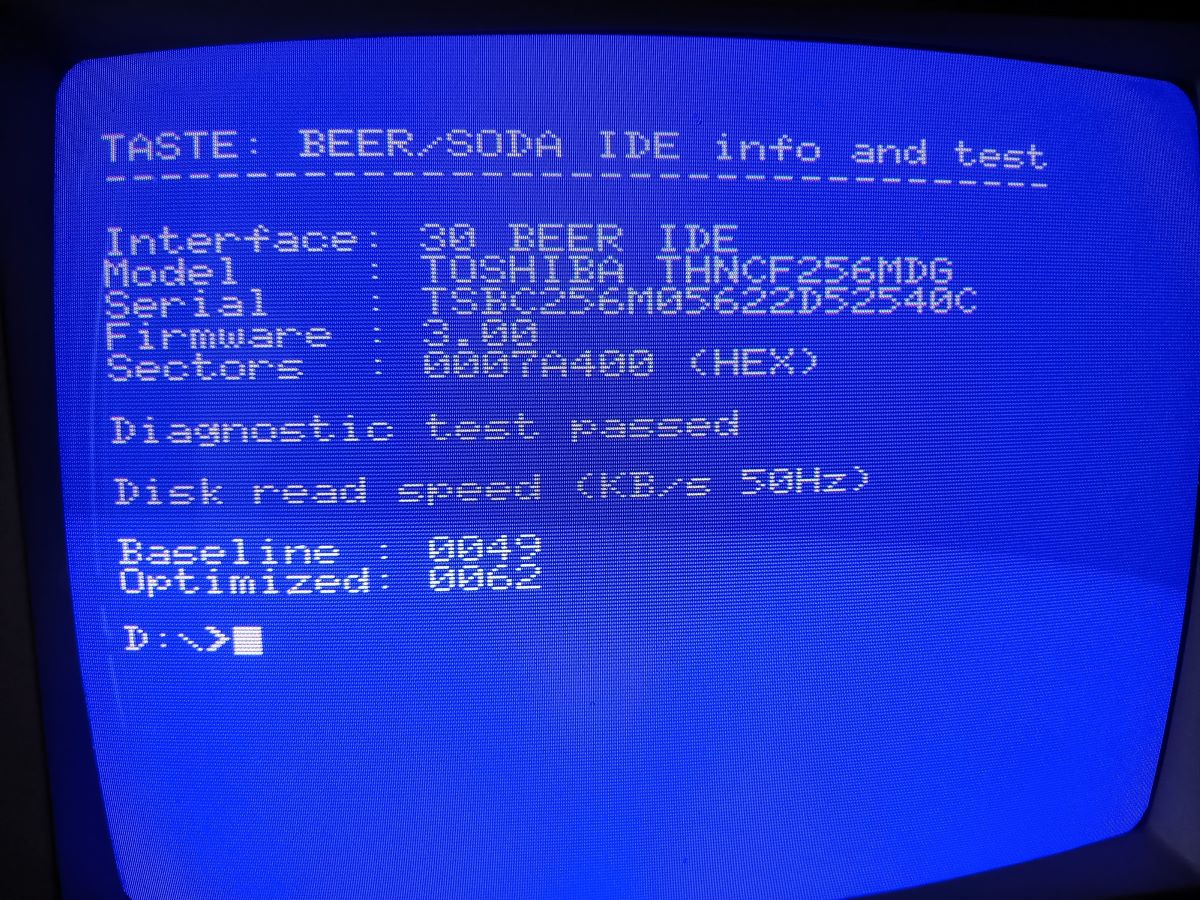 TASTE: BEER/SODA IDE info and test
----------------------------------
Interface: 30 BEER IDE
Model      : TOSHIBA THNCF256MDG
Serial     : TSBC256M05622D52540C
Firmware : 3.00
Sectors   : 0007A400 (HEX)
Diagnostic test passed
Disk read speed (KB/s 50Hz)
Baseline : 0049
Optimized: 0062
D:\>